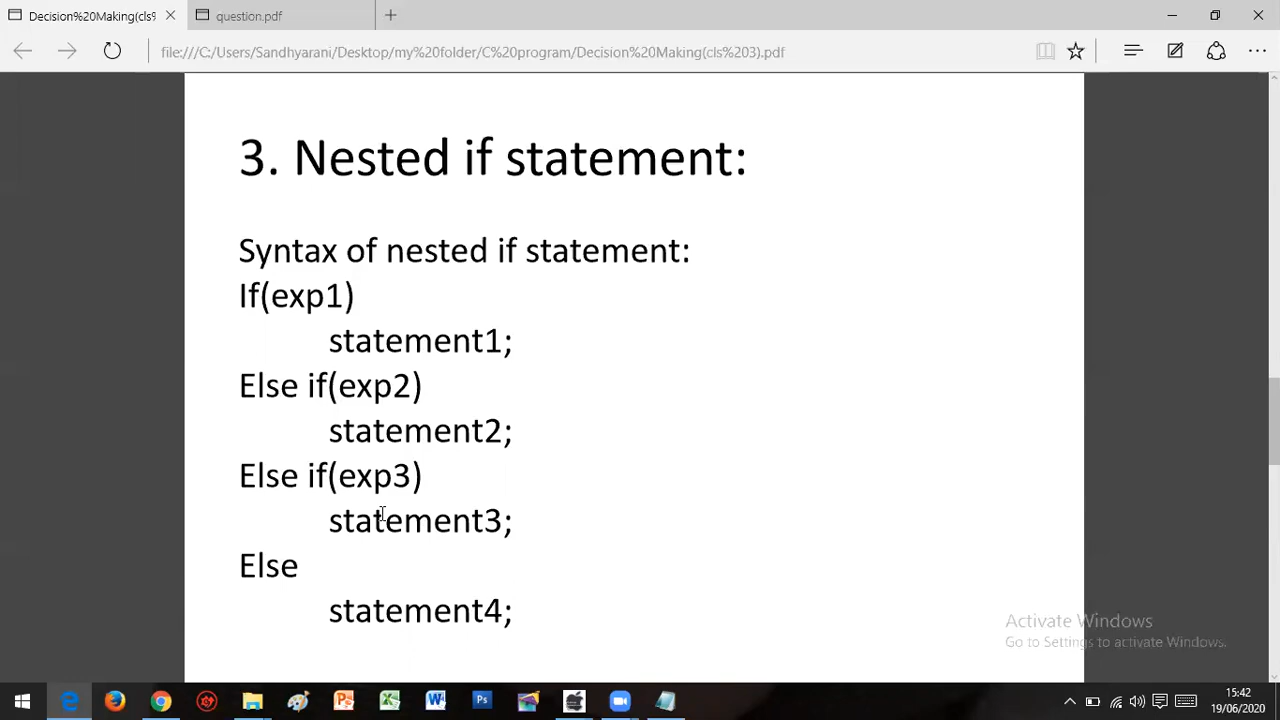 Decision%20Making(cls%
question.pdf
file:///C:/Users/Sandhyarani/Desktop/my%20folder/C%20program/Decision%20Making(cls%203).pdf
3. Nested if statement:
Syntax of nested if statement:
If(exp1)
statement1;
Else if(exp2)
statement2;
Else if(exp3)
statement3;
Else
statement4;
Activate Windows
Go to Settings to activate Windows.
15:42
19/06/2020